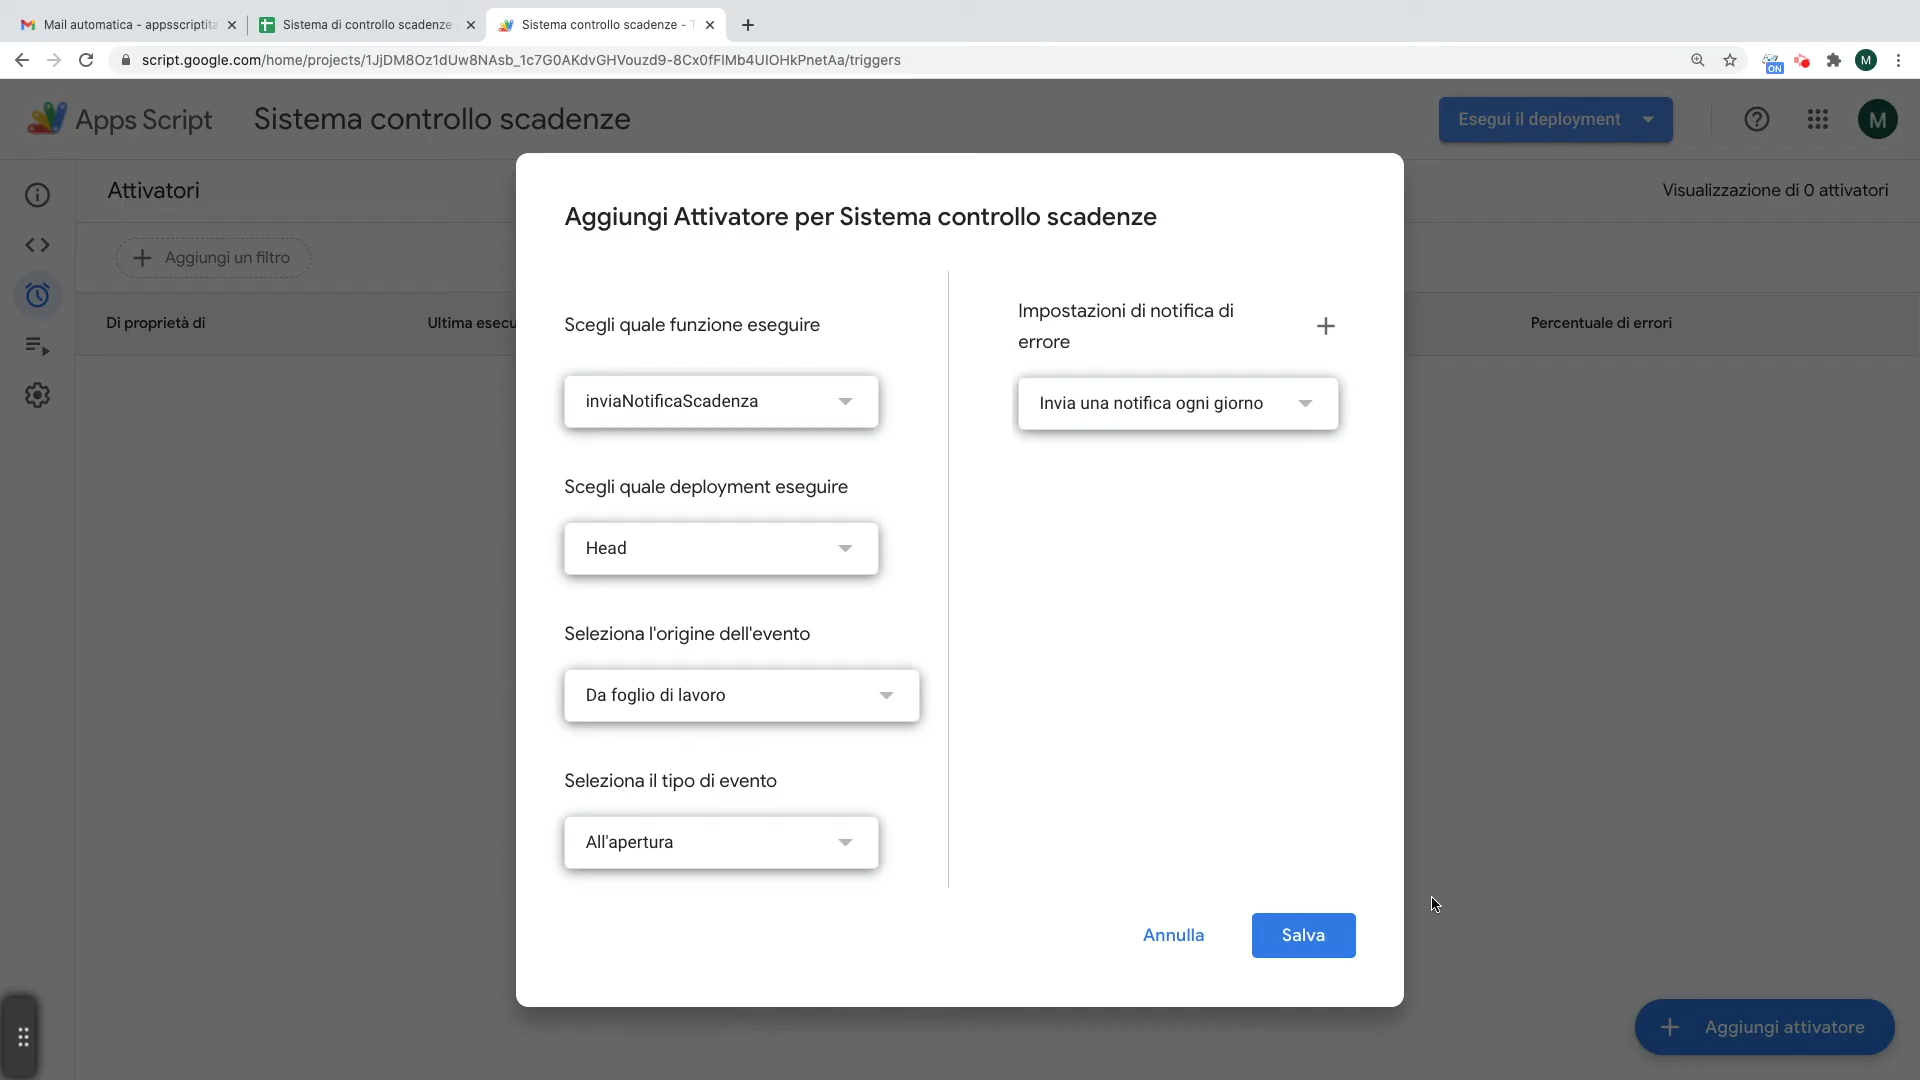 Mail automatica - appsscriptita
Sistema di controllo scadenze
Sistema controllo scadenze - T
script.google.com/home/projects/1JjDM8Oz1dUw8NAsb_1c7G0AKdvGHVouzd9-8Cx0fFlMb4UIOHkPnetAa/triggers
ON
M
Apps Script
Sistema controllo scadenze
Esegui il deployment
M
Attivatori
Visualizzazione di 0 attivatori
Aggiungi un filtro
Di proprietà di
Ultima esecu
Percentuale di errori
Aggiungi Attivatore per Sistema controllo scadenze
Scegli quale funzione eseguire
inviaNotificaScadenza
Scegli quale deployment eseguire
Head
Seleziona l'origine dell'evento
Da foglio di lavoro
Seleziona il tipo di evento
All'apertura
Impostazioni di notifica di
errore
Invia una notifica ogni giorno
Annulla
Salva
Aggiungi attivatore